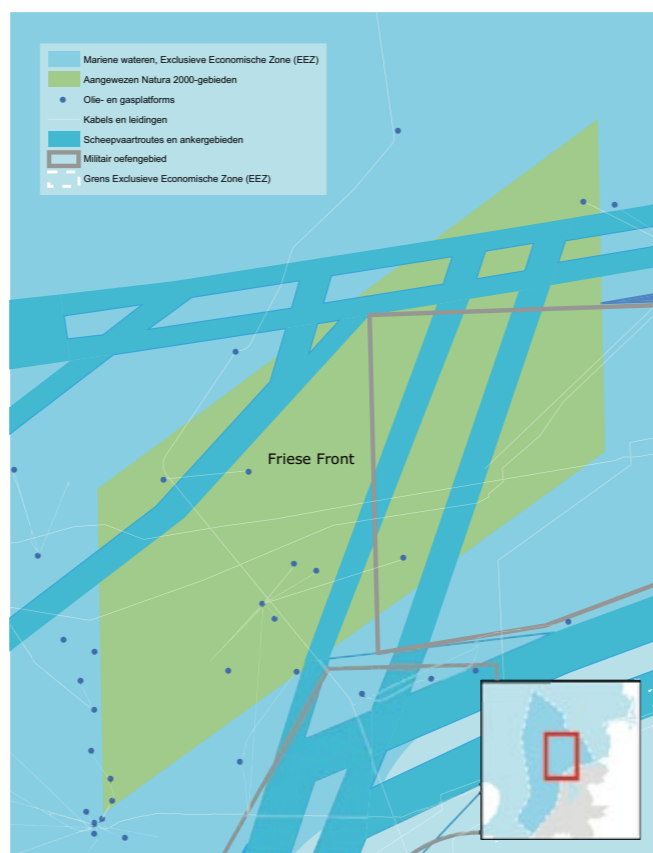 Mariene wateren, Exclusieve Economische Zone (EEZ)
Aangewezen Natura 2000-gebieden
Olie- en gasplatforms
Kabels en leidingen
Scheepvaartroutes en ankergebieden
Militair oefengebied
Grens Exclusieve Economische Zone (EEZ)
Friese Front